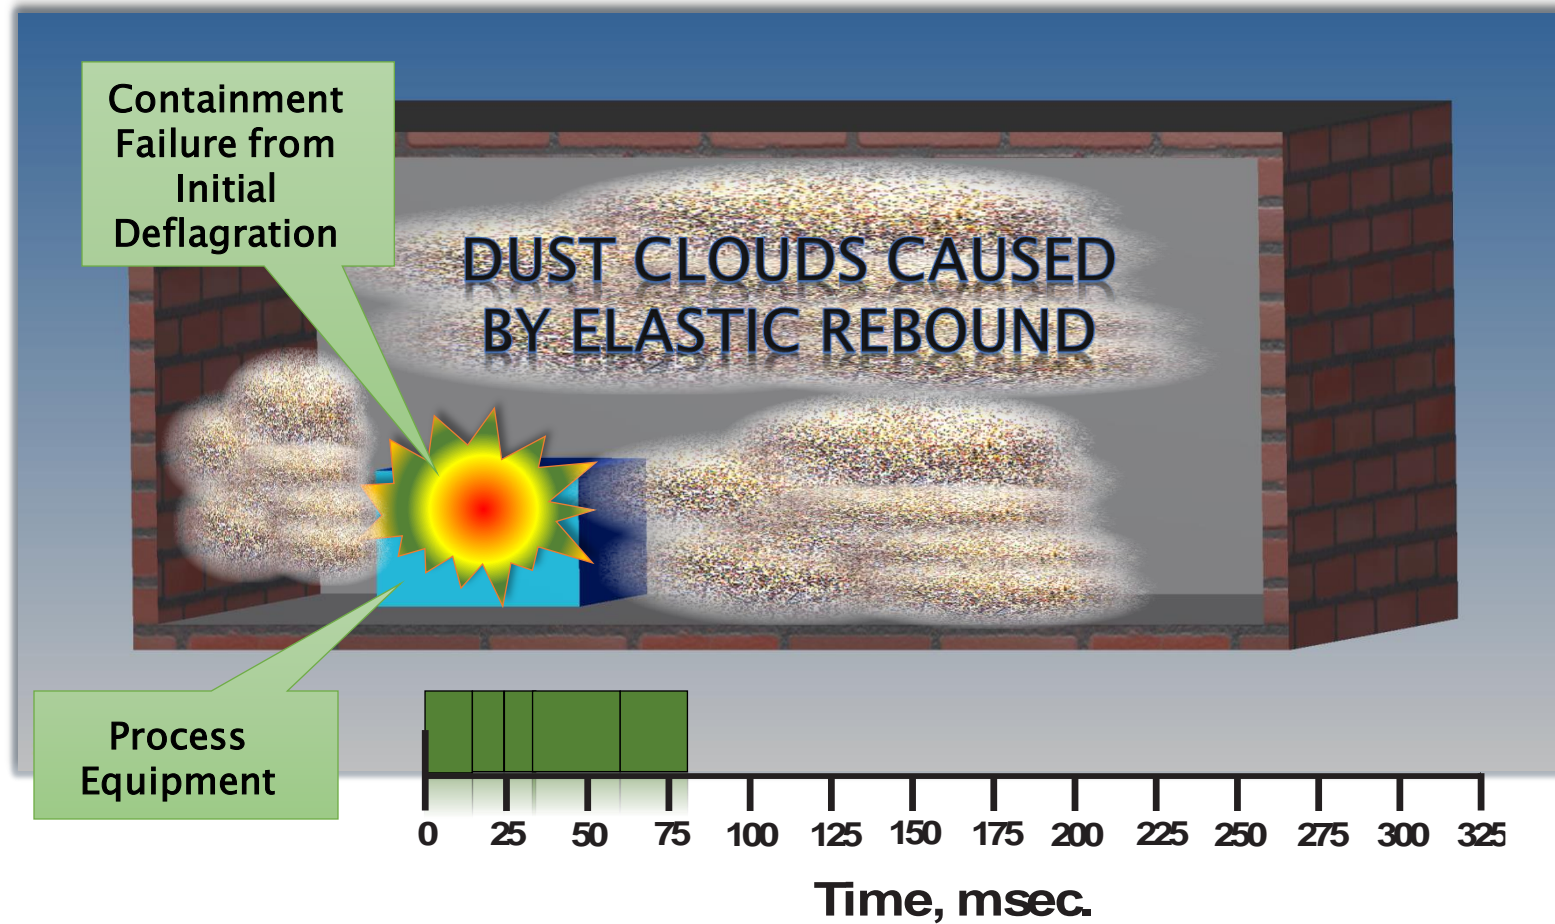 Containment
Failure from
Initial
Deflagration
DUST CLOUDS CAUSED
BY ELASTIC REBOUND
Process
Equipment
0 25 50 75 100 125 150 175 200 225 250 275 300 325
Time, msec.